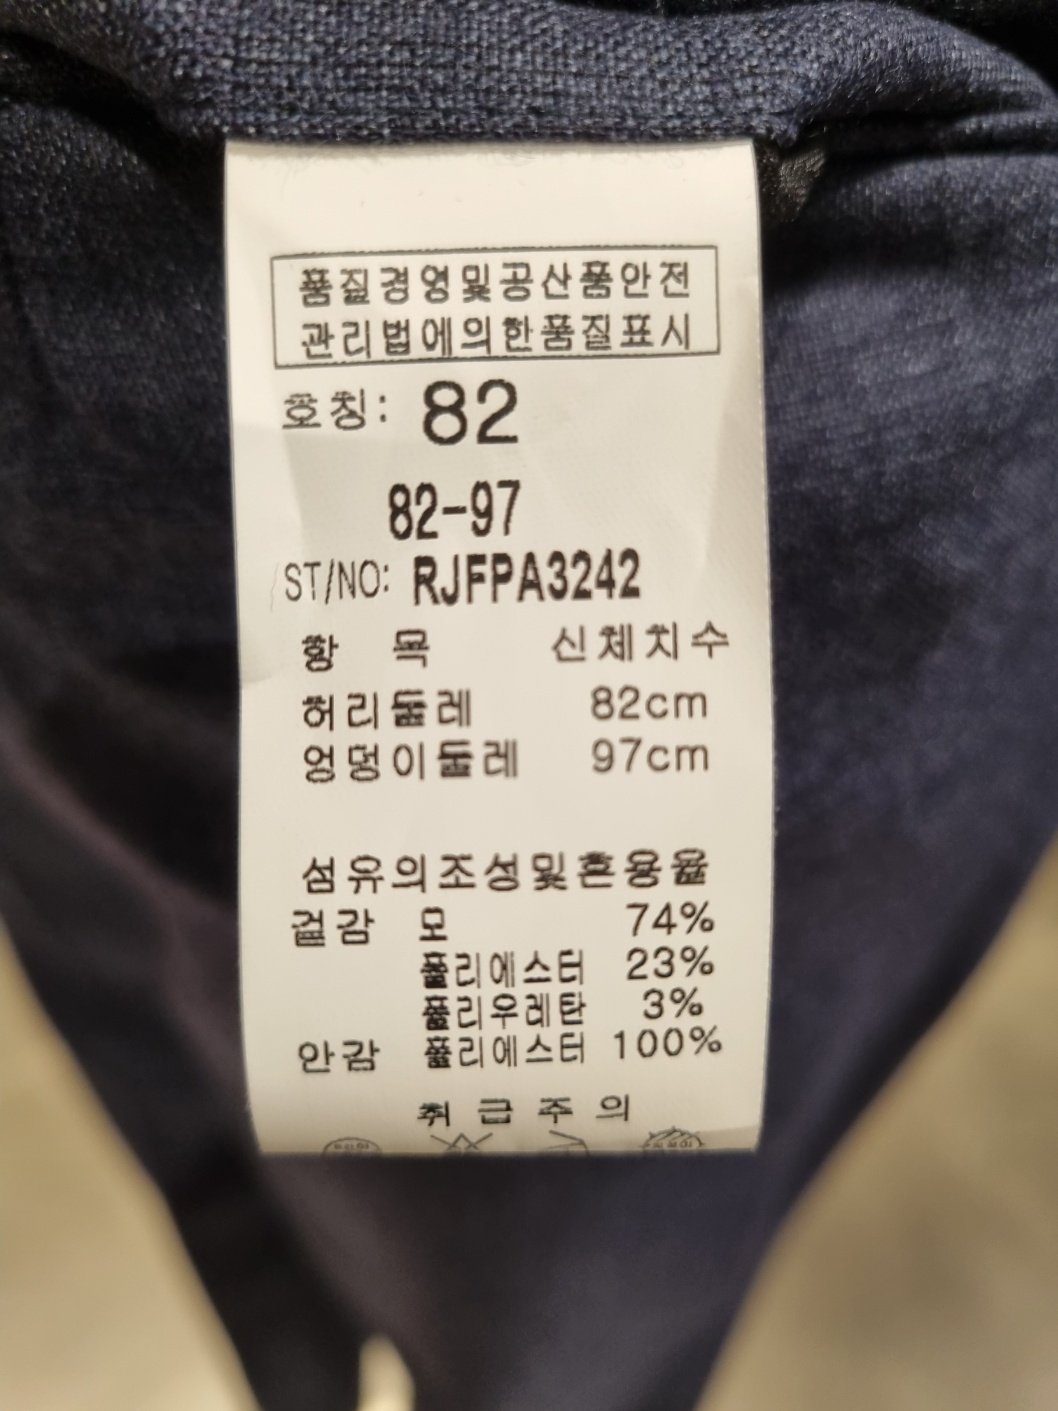 품질경영및공산품안전
관리법에의한품질표시
호칭: 82
82-97
ST/NO: RJFPA3242
항 목 신체치수
허리둘레 82cm
엉덩이둘레 97cm
섬유의조성및혼용율
겉감 모 74%
폴리에스터 23%
폴리우레탄 3%
안감 폴리에스터 100%
취급주의